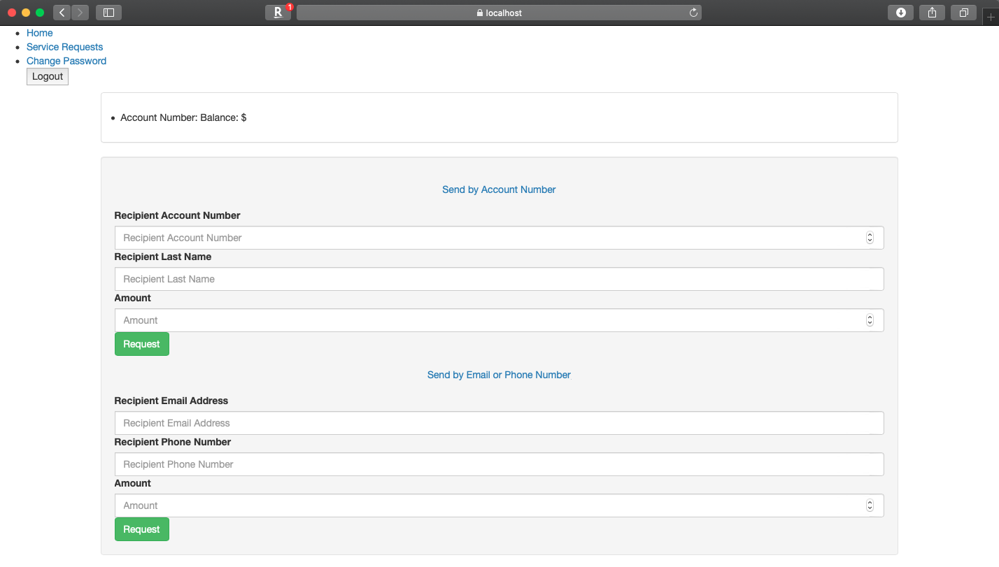 R 1 localhost
Home
Service Requests
Change Password
Logout
Account Number: Balance: $
Send by Account Number
Recipient Account Number
Recipient Account Number
Recipient Last Name
Recipient Last Name
Amount
Amount
Request
Send by Email or Phone Number
Recipient Email Address
Recipient Email Address
Recipient Phone Number
Recipient Phone Number
Amount
Amount
Request